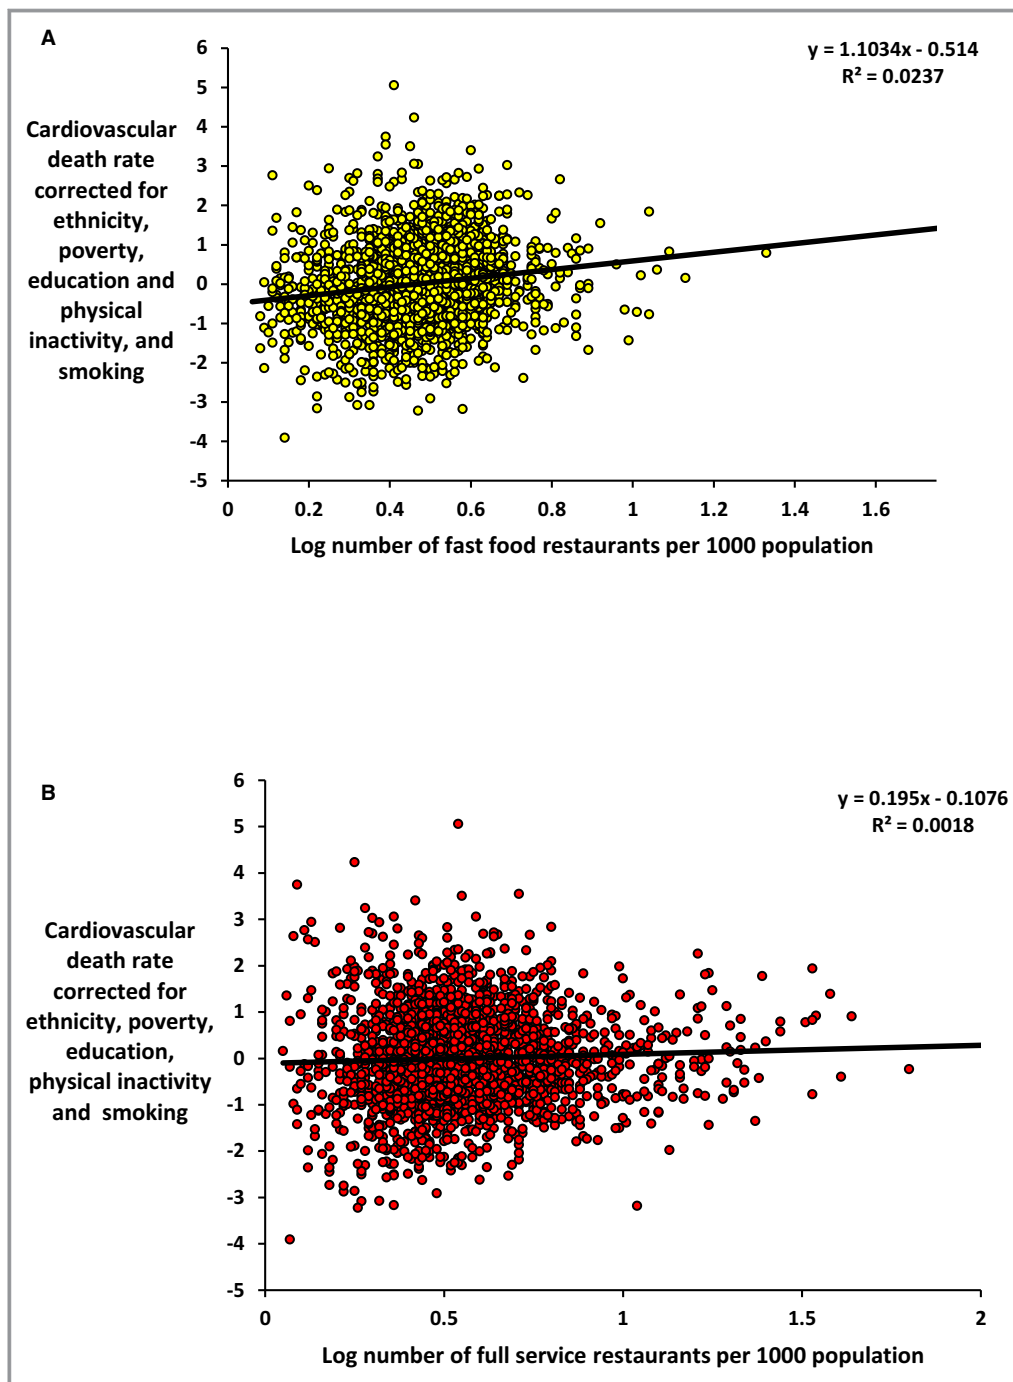 A
y = 1.1034x - 0.514
R² = 0.0237
6
5
4
3
2
1
0
-1
-2
-3
-4
-5
Cardiovascular
death rate
corrected for
ethnicity,
poverty,
education and
physical
inactivity, and
smoking
0 0.2 0.4 0.6 0.8 1 1.2 1.4 1.6
Log number of fast food restaurants per 1000 population
B
y = 0.195x - 0.1076
R² = 0.0018
6
5
4
3
2
1
0
-1
-2
-3
-4
-5
Cardiovascular
death rate
corrected for
ethnicity, poverty,
education,
physical inactivity
and smoking
0 0.5 1 1.5 2
Log number of full service restaurants per 1000 population